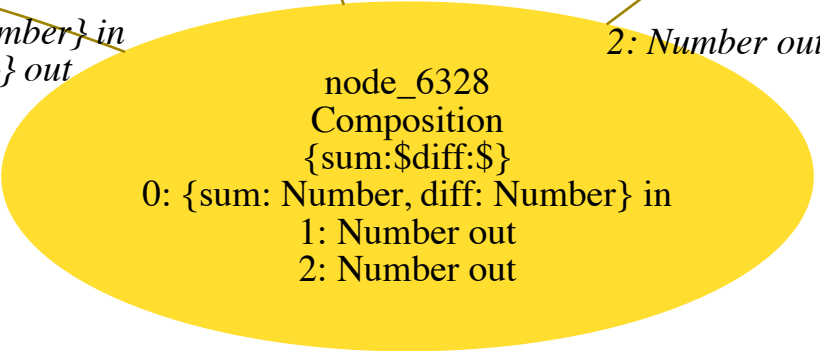 mber} in
} out
2: Number out
node_6328
Composition
{sum:$diff:$}
0: {sum: Number, diff: Number} in
1: Number out
2: Number out